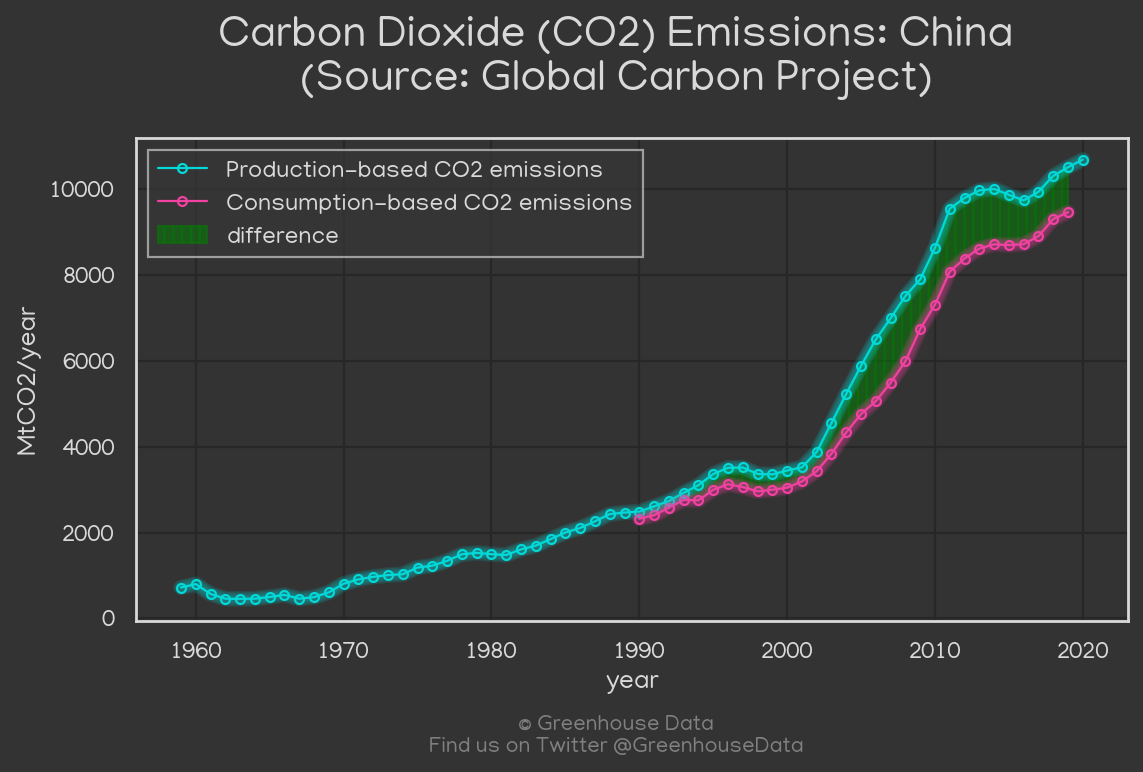 Carbon Dioxide (CO2) Emissions: China
(Source: Global Carbon Project)
Production-based CO2 emissions
Consumption-based CO2 emissions
difference
MtCO2/year
10000
8000
6000
4000
2000
0
1960 1970 1980 1990 2000 2010 2020
year
© Greenhouse Data
Find us on Twitter @GreenhouseData